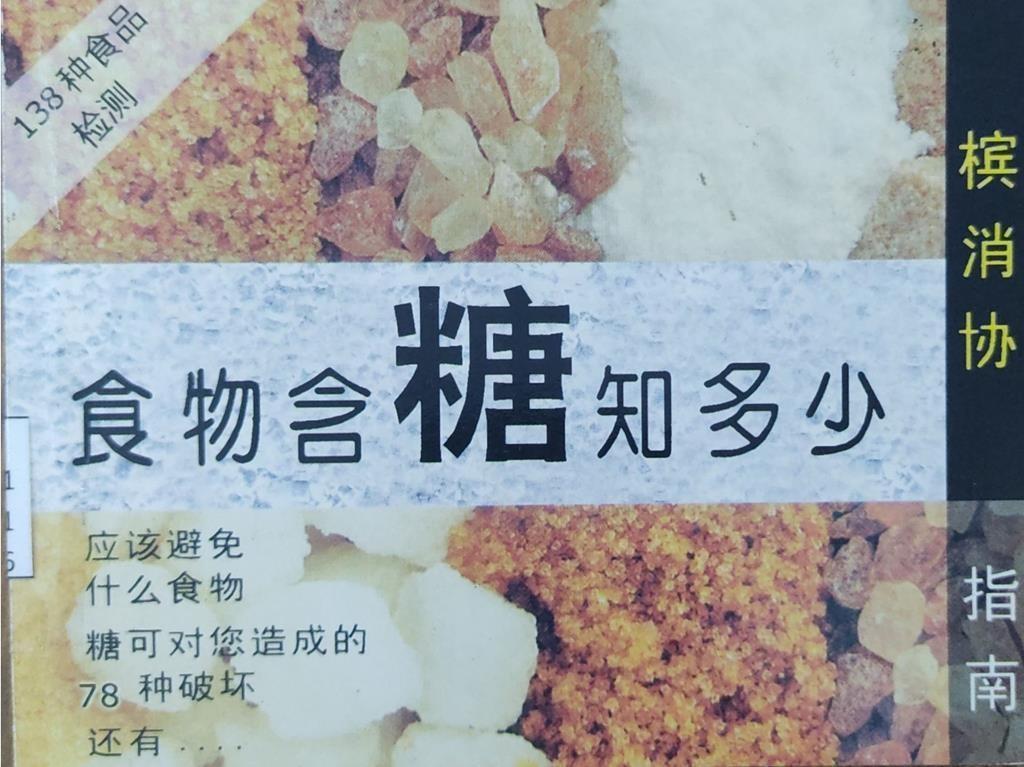 138 种食品
检测
食物含糖知多少
应该避免
什么食物
糖可对您造成的
78 种破坏
还有 ....
槟消协
指南
1
1